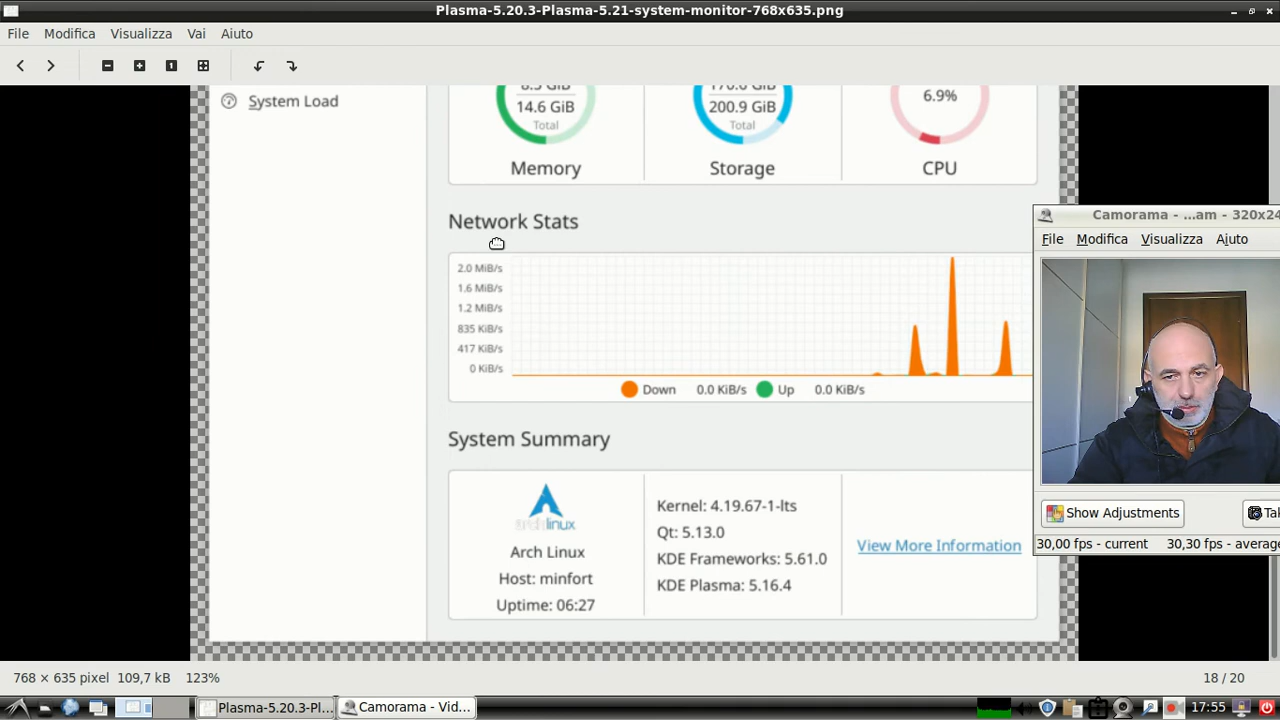 Plasma-5.20.3-Plasma-5.21-system-monitor-768x635.png
File Modifica Visualizza Vai Aiuto
System Load
14.6 GiB
Total
Memory
200.9 GiB
Total
Storage
6.9%
CPU
Network Stats
2.0 MiB/s
1.6 MiB/s
1.2 MiB/s
835 KiB/s
417 KiB/s
0 KiB/s
Down 0.0 KiB/s Up 0.0 KiB/s
System Summary
archlinux
Arch Linux
Host: minfort
Uptime: 06:27
Kernel: 4.19.67-1-lts
Qt: 5.13.0
KDE Frameworks: 5.61.0
KDE Plasma: 5.16.4
View More Information
Camorama - ...am - 320x24
File Modifica Visualizza Aiuto
Show Adjustments
Tak
30,00 fps - current 30,30 fps - average
768 × 635 pixel 109,7 kB 123%
18 / 20
Plasma-5.20.3-Pl...
Camorama - Vid...
17:55